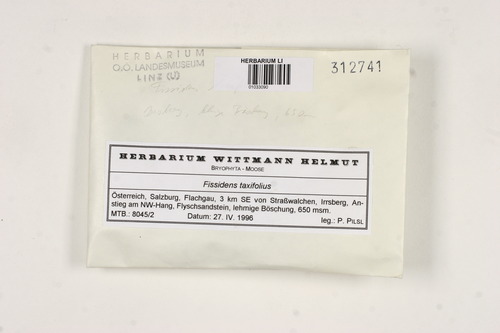 HERBARIUM
O.Ö. LANDESMUSEUM
LINZ (LI)
HERBARIUM LI
01033090
312741
HERBARIUM WITTMANN HELMUT
BRYOPHYTA - MOOSE
Fissidens taxifolius
Österreich, Salzburg, Flachgau, 3 km SE von Straßwalchen, Irrsberg, An-
stieg am NW-Hang, Flyschsandstein, lehmige Böschung, 650 msm.
MTB.: 8045/2 Datum: 27. IV. 1996 leg.: P. PILSL